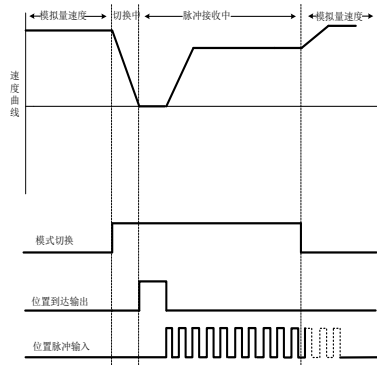 模拟量速度
切换中
脉冲接收中
模拟量速度
速度曲线
模式切换
位置到达输出
位置脉冲输入